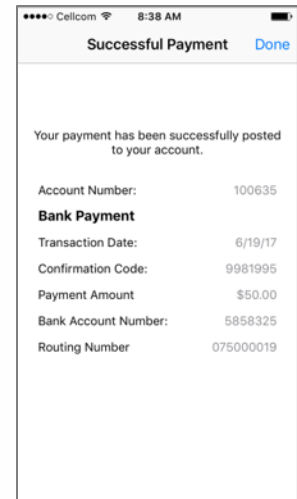 Cellcom 8:38 AM
Successful Payment Done
Your payment has been successfully posted
to your account.
Account Number: 100635
Bank Payment
Transaction Date: 6/19/17
Confirmation Code: 9981995
Payment Amount $50.00
Bank Account Number: 5858325
Routing Number 075000019